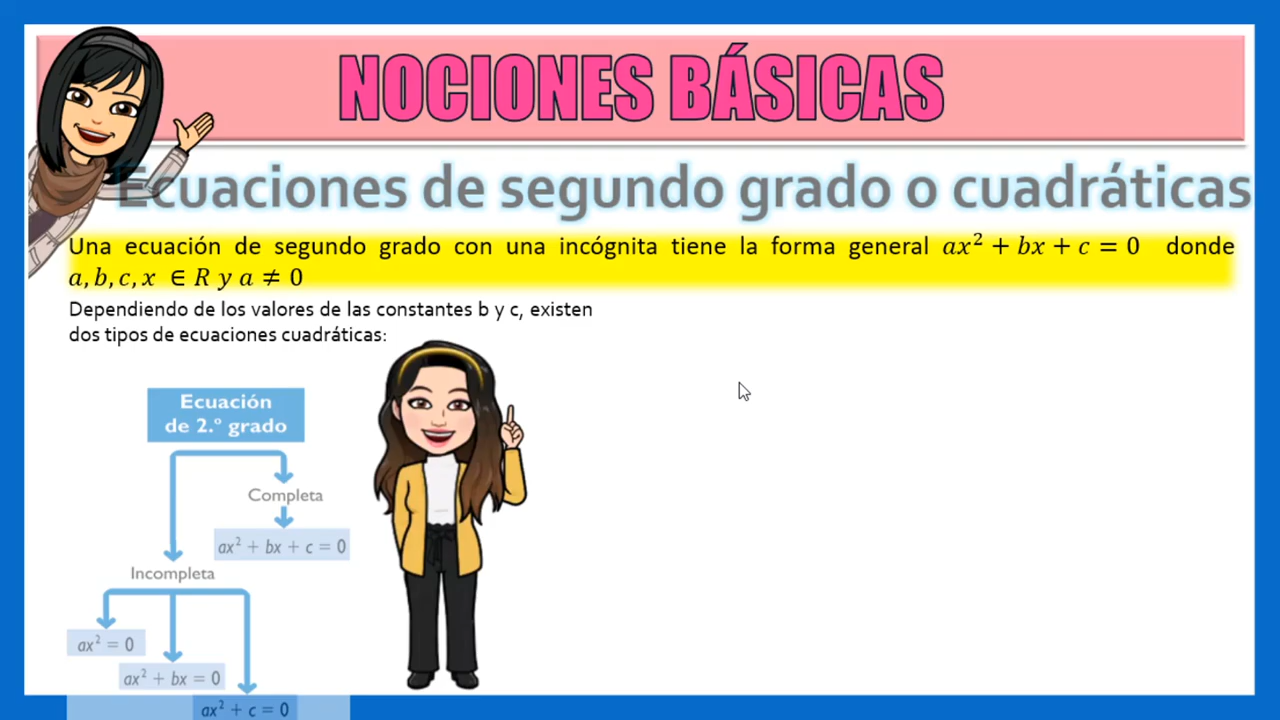 NOCIONES BÁSICAS
Ecuaciones de segundo grado o cuadráticas
Una ecuación de segundo grado con una incógnita tiene la forma general ax² + bx + c = 0 donde
a, b, c, x ∈ R y a ≠ 0
Dependiendo de los valores de las constantes b y c, existen
dos tipos de ecuaciones cuadráticas:
Ecuación
de 2.º grado
Completa
ax² + bx + c = 0
Incompleta
ax² = 0
ax² + bx = 0
ax² + c = 0